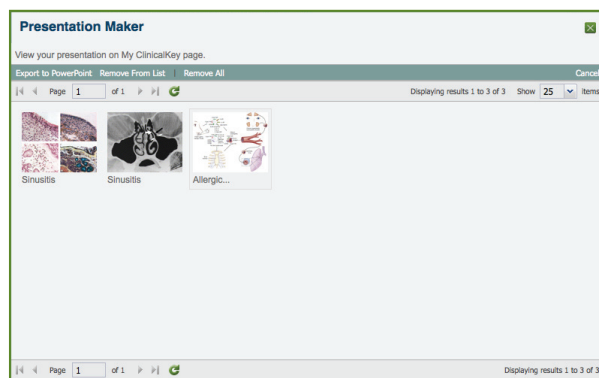 Presentation Maker
View your presentation on My ClinicalKey page.
Export to PowerPoint Remove From List | Remove All Cancel
Page 1 of 1 Displaying results 1 to 3 of 3 Show 25 items
Sinusitis Sinusitis Allergic...
Page 1 of 1 Displaying results 1 to 3 of 3